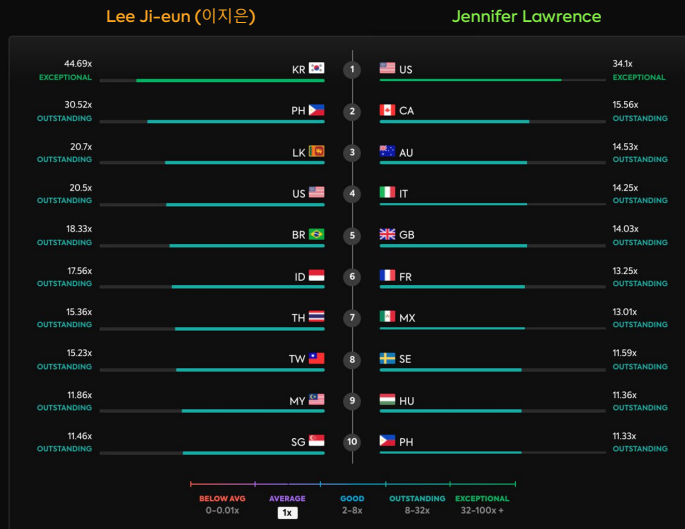 Lee Ji-eun (이지은) Jennifer Lawrence
44.69x EXCEPTIONAL KR 1 US 34.1x EXCEPTIONAL
30.52x OUTSTANDING PH 2 CA 15.56x OUTSTANDING
20.7x OUTSTANDING LK 3 AU 14.53x OUTSTANDING
20.5x OUTSTANDING US 4 IT 14.25x OUTSTANDING
18.33x OUTSTANDING BR 5 GB 14.03x OUTSTANDING
17.56x OUTSTANDING ID 6 FR 13.25x OUTSTANDING
15.36x OUTSTANDING TH 7 MX 13.01x OUTSTANDING
15.23x OUTSTANDING TW 8 SE 11.59x OUTSTANDING
11.86x OUTSTANDING MY 9 HU 11.36x OUTSTANDING
11.46x OUTSTANDING SG 10 PH 11.33x OUTSTANDING
BELOW AVG AVERAGE GOOD OUTSTANDING EXCEPTIONAL
0-0.01x 1x 2-8x 8-32x 32-100x +